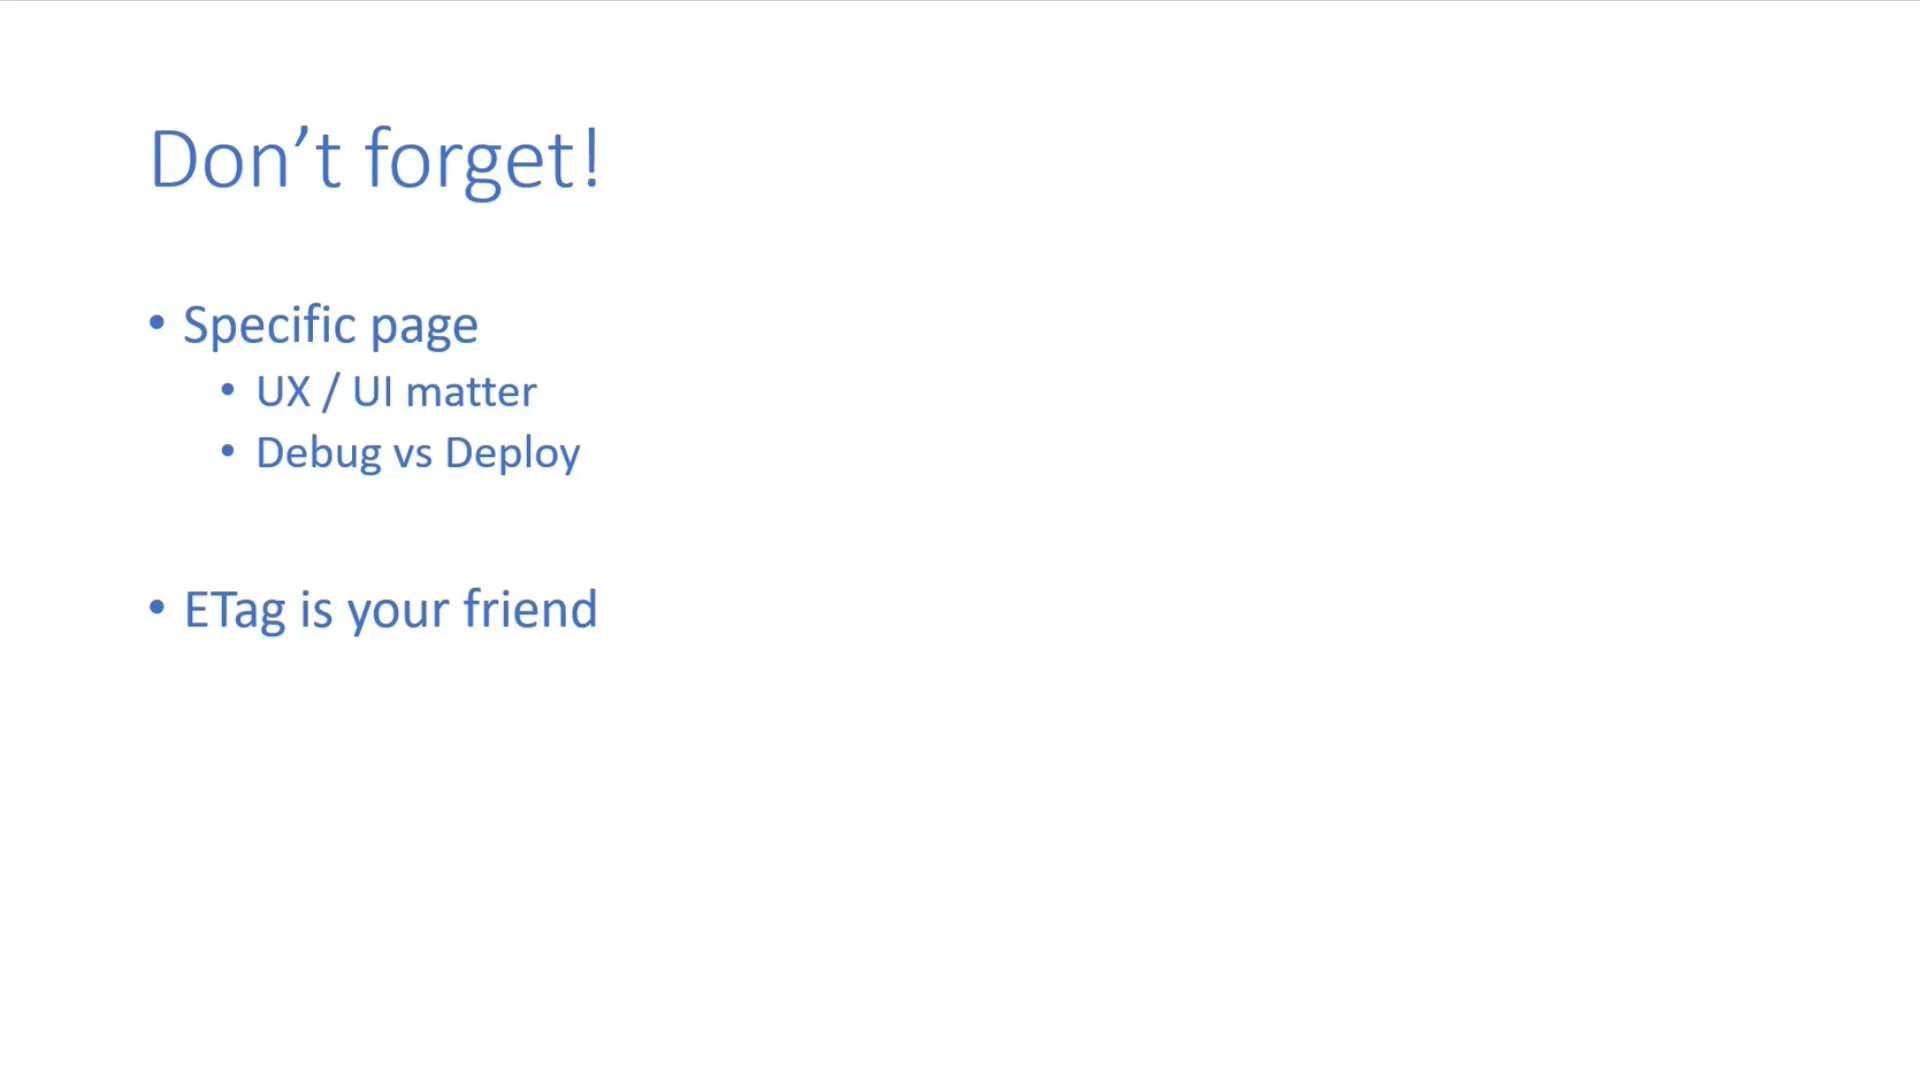 Don’t forget!
• Specific page
• UX / UI matter
• Debug vs Deploy
• ETag is your friend